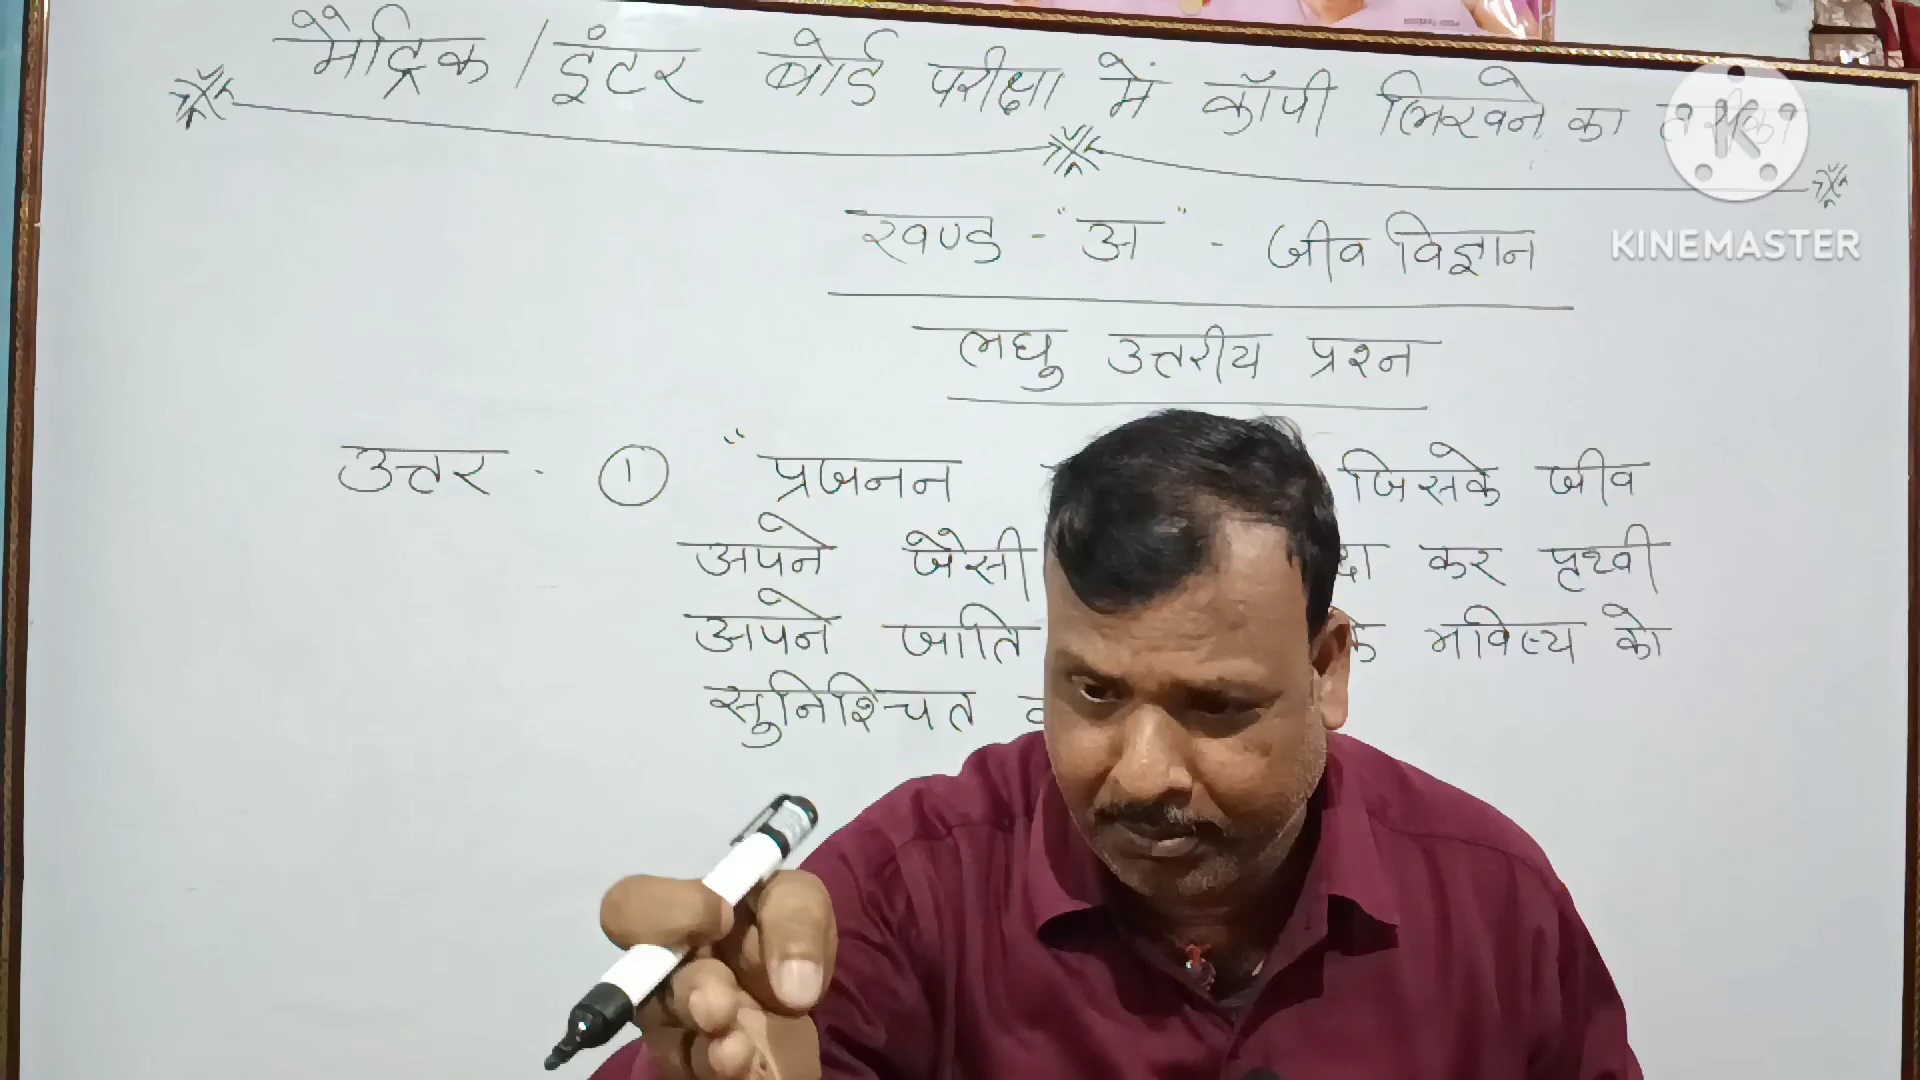 मैट्रिक / इंटर बोर्ड परीक्षा में कॉपी लिखने का
KINEMASTER
खण्ड - "अ" - जीव विज्ञान
लघु उत्तरीय प्रश्न
उत्तर - ① "प्रजनन जिसके जीव
अपने जैसी कर पृथ्वी
अपने जाति के भविष्य को
सुनिश्चित